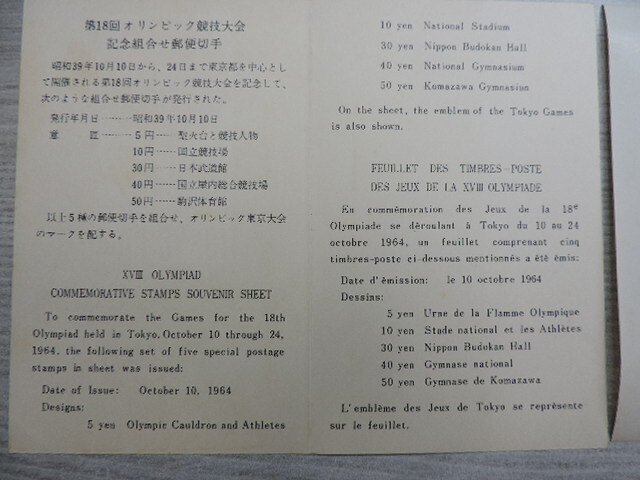 第18回オリンピック競技大会
記念組合せ郵便切手
昭和39年10月10日から、24日まで東京都を中心とし
て開催される第18回オリンピック競技大会を記念して、
次のような組合せ郵便切手が発行された。
発行年月日……昭和39年10月10日
意　匠………5円……聖火台と競技人物
10円……国立競技場
30円……日本武道館
40円……国立屋内総合競技場
50円……駒沢体育館
以上5種の郵便切手を組合せ、オリンピック東京大会
のマークを配する。
XVIII OLYMPIAD
COMMEMORATIVE STAMPS SOUVENIR SHEET
To commemorate the Games for the 18th
Olympiad held in Tokyo, October 10 through 24,
1964, the following set of five special postage
stamps in sheet was issued:
Date of Issue: October 10, 1964
Designs:
5 yen Olympic Cauldron and Athletes
10 yen National Stadium
30 yen Nippon Budokan Hall
40 yen National Gymnasium
50 yen Komazawa Gymnasium
On the sheet, the emblem of the Tokyo Games
is also shown.
FEUILLET DES TIMBRES-POSTE
DES JEUX DE LA XVIII OLYMPIADE
En commémoration des Jeux de la 18e
Olympiade se déroulant à Tokyo du 10 au 24
octobre 1964, un feuillet comprenant cinq
timbres-poste ci-dessous mentionnés a été émis:
Date d'émission: le 10 octobre 1964
Dessins:
5 yen Urne de la Flamme Olympique
10 yen Stade national et les Athlètes
30 yen Nippon Budokan Hall
40 yen Gymnase national
50 yen Gymnase de Komazawa
L'emblème des Jeux de Tokyo se représente
sur le feuillet.